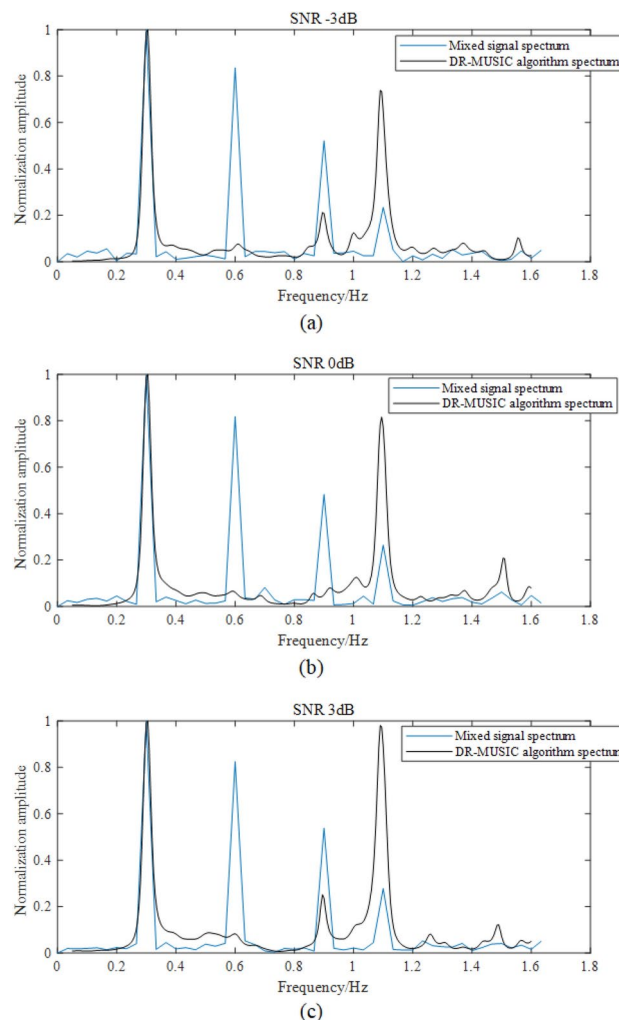 SNR -3dB
Mixed signal spectrum
DR-MUSIC algorithm spectrum
Normalization amplitude
1
0.8
0.6
0.4
0.2
0
0 0.2 0.4 0.6 0.8 1 1.2 1.4 1.6 1.8
Frequency/Hz
(a)
SNR 0dB
Mixed signal spectrum
DR-MUSIC algorithm spectrum
Normalization amplitude
1
0.8
0.6
0.4
0.2
0
0 0.2 0.4 0.6 0.8 1 1.2 1.4 1.6 1.8
Frequency/Hz
(b)
SNR 3dB
Mixed signal spectrum
DR-MUSIC algorithm spectrum
Normalization amplitude
1
0.8
0.6
0.4
0.2
0
0 0.2 0.4 0.6 0.8 1 1.2 1.4 1.6 1.8
Frequency/Hz
(c)